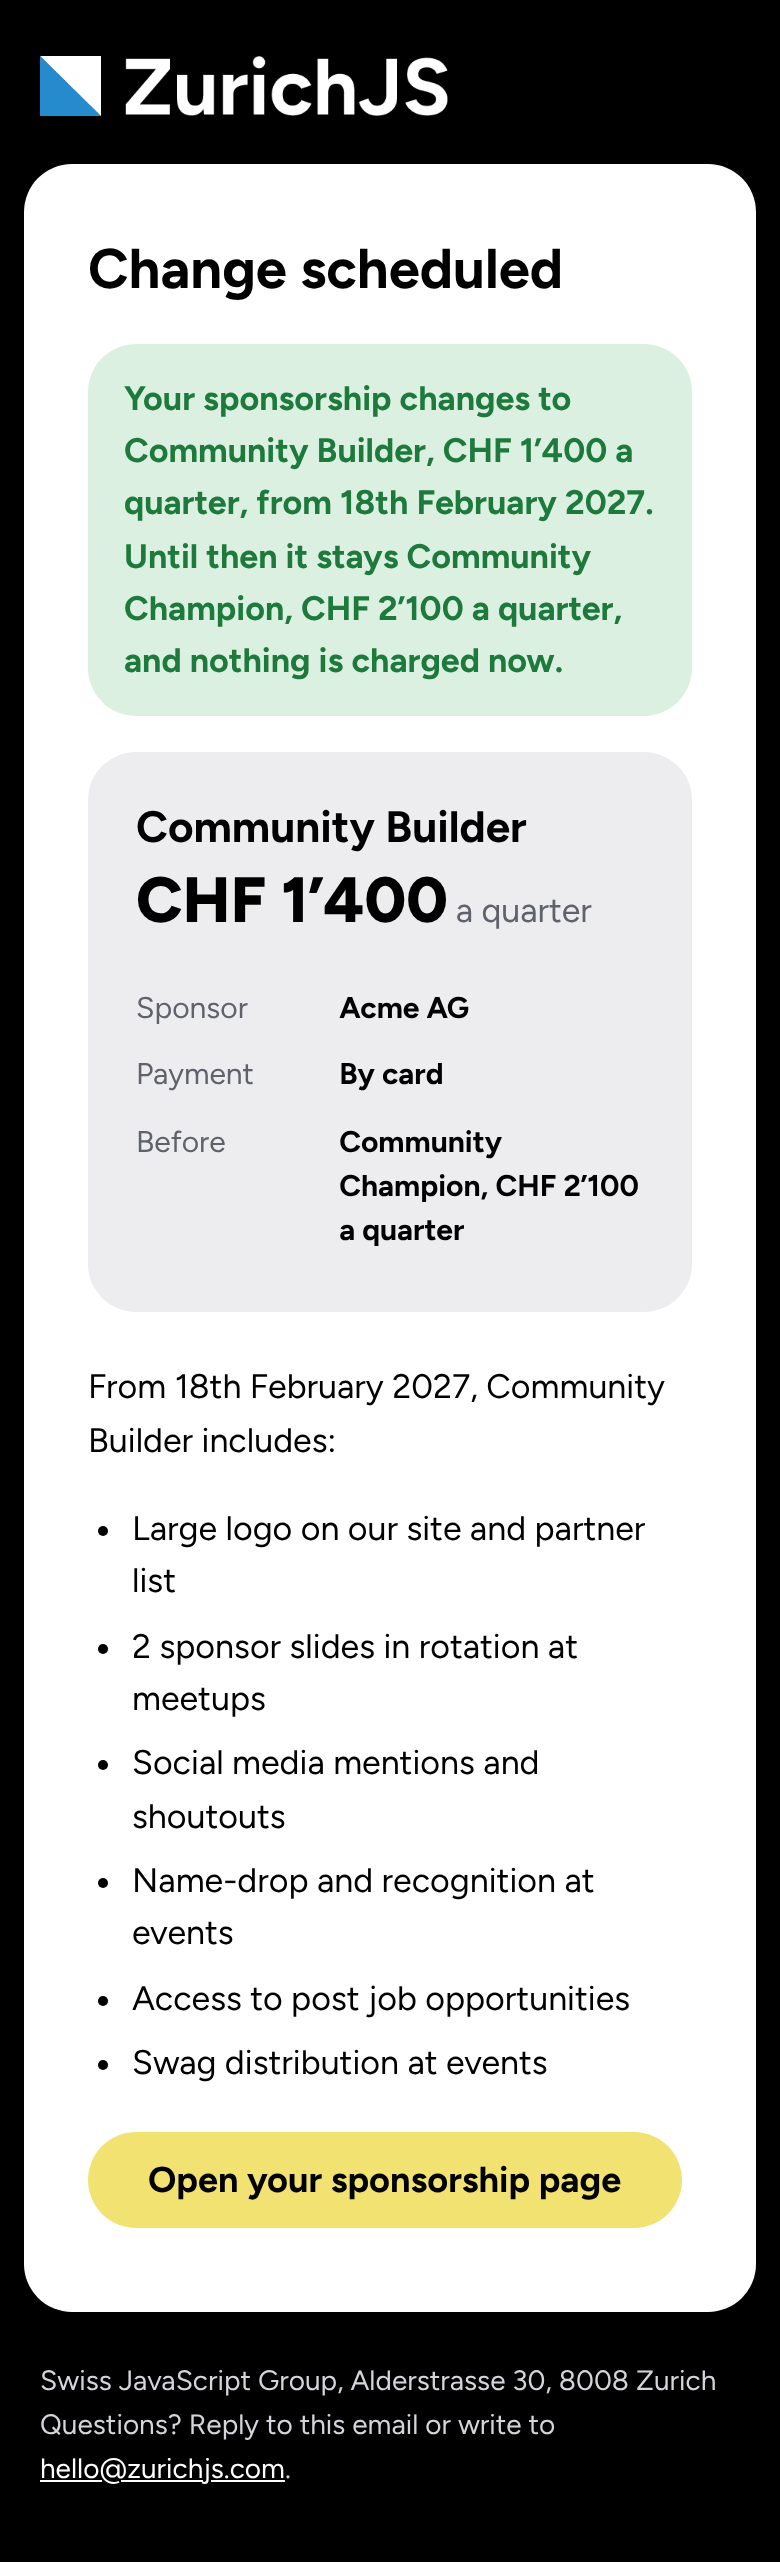 ZurichJS
Change scheduled
Your sponsorship changes to
Community Builder, CHF 1’400 a
quarter, from 18th February 2027.
Until then it stays Community
Champion, CHF 2’100 a quarter,
and nothing is charged now.
Community Builder
CHF 1’400 a quarter
Sponsor Acme AG
Payment By card
Before Community
Champion, CHF 2’100
a quarter
From 18th February 2027, Community
Builder includes:
• Large logo on our site and partner
list
• 2 sponsor slides in rotation at
meetups
• Social media mentions and
shoutouts
• Name-drop and recognition at
events
• Access to post job opportunities
• Swag distribution at events
Open your sponsorship page
Swiss JavaScript Group, Alderstrasse 30, 8008 Zurich
Questions? Reply to this email or write to
hello@zurichjs.com.